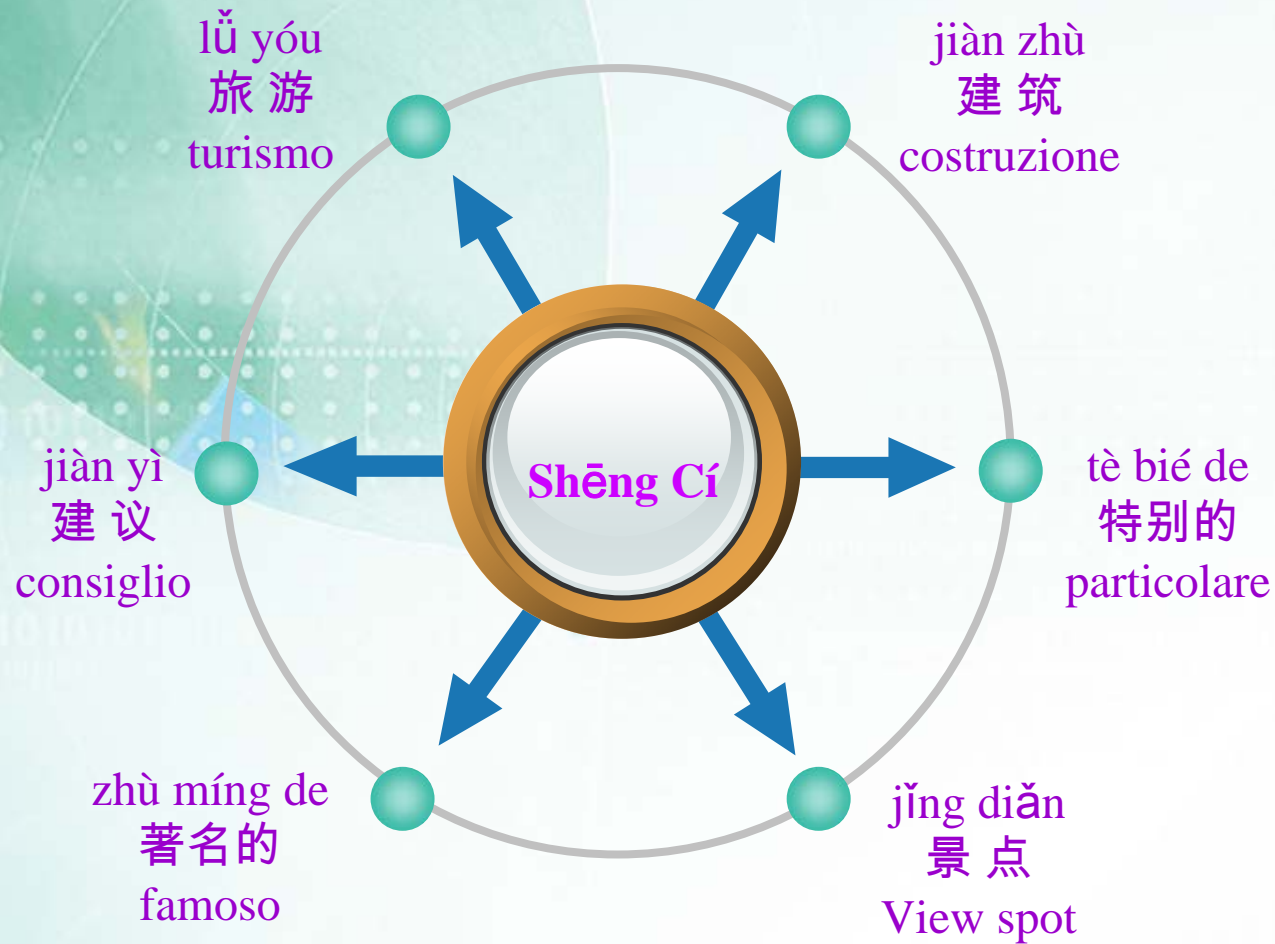 lǚ yóu
旅 游
turismo
jiàn zhù
建 筑
costruzione
jiàn yì
建 议
consiglio
Shēng Cí
tè bié de
特别的
particolare
zhù míng de
著名的
famoso
jǐng diǎn
景 点
View spot